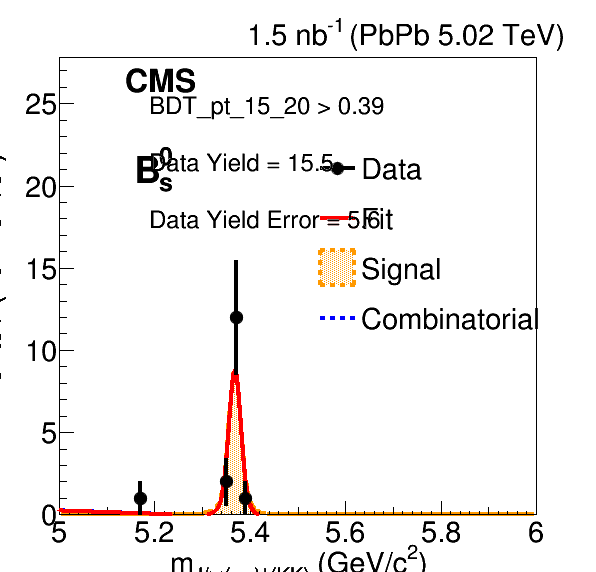 1.5 nb-1 (PbPb 5.02 TeV)
CMS
BDT_pt_15_20 > 0.39
B0s
Data Yield = 15.5
Data Yield Error = 5.6
Data
Fit
Signal
Combinatorial
25
20
15
10
5
0
5 5.2 5.4 5.6 5.8 6
(GeV/c2)